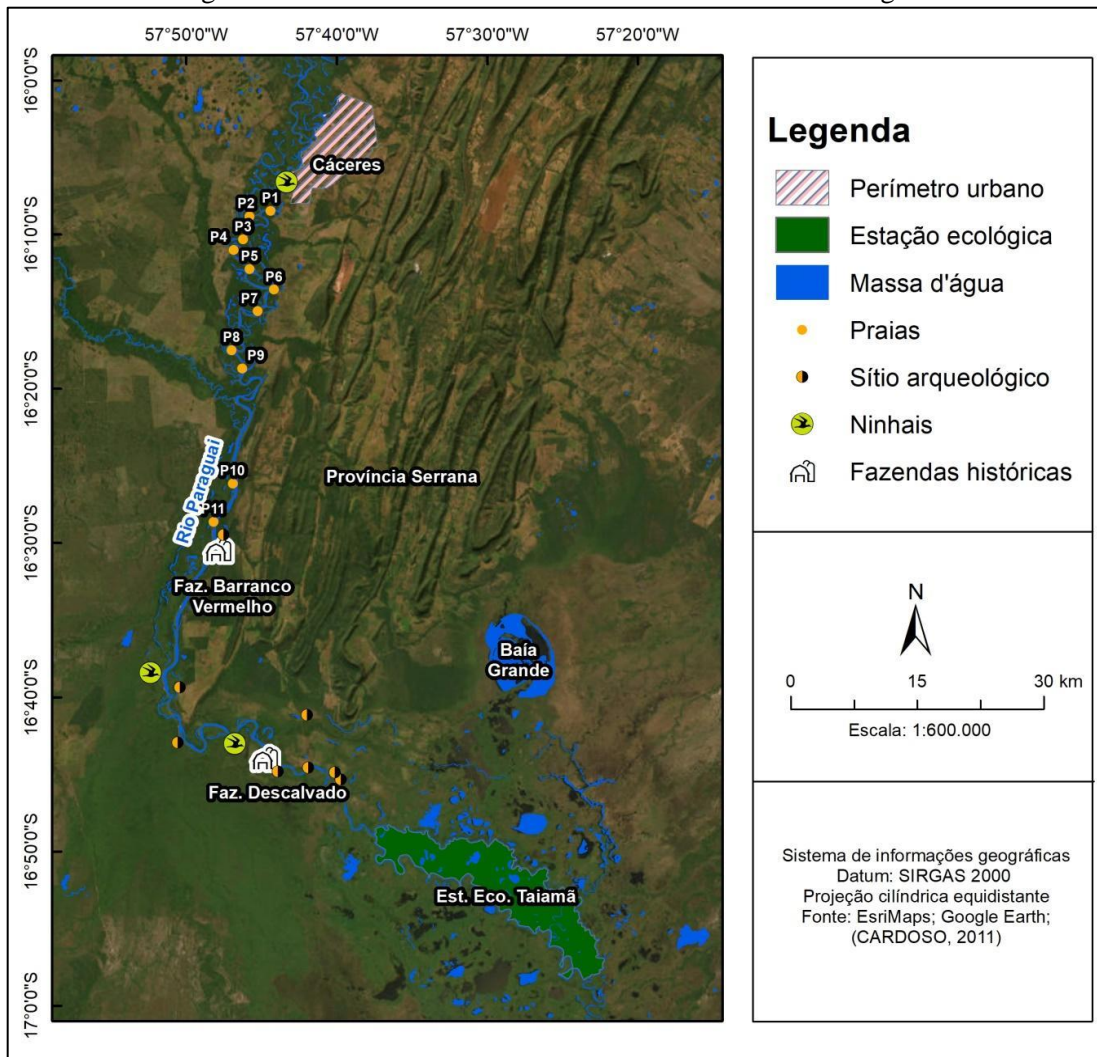 57°50'0"W 57°40'0"W 57°30'0"W 57°20'0"W
16°0'0"S
16°10'0"S
16°20'0"S
16°30'0"S
16°40'0"S
16°50'0"S
17°0'0"S
Cáceres
P1
P2
P3
P4
P5
P6
P7
P8
P9
P10
P11
Rio Paraguai
Província Serrana
Faz. Barranco
Vermelho
Baía
Grande
Faz. Descalvado
Est. Eco. Taiamã
Legenda
Perímetro urbano
Estação ecológica
Massa d'água
Praias
Sítio arqueológico
Ninhais
Fazendas históricas
N
0 15 30 km
Escala: 1:600.000
Sistema de informações geográficas
Datum: SIRGAS 2000
Projeção cilíndrica equidistante
Fonte: EsriMaps; Google Earth;
(CARDOSO, 2011)